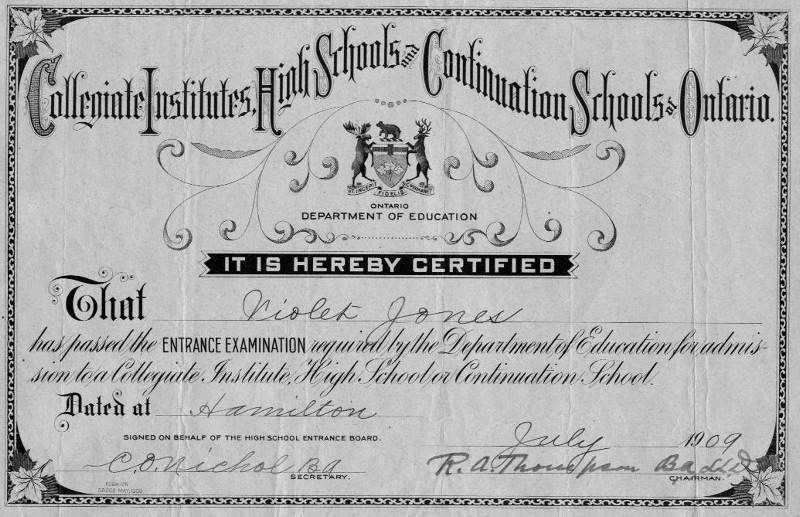 Collegiate Institutes, High Schools and Continuation Schools of Ontario.
ONTARIO
DEPARTMENT OF EDUCATION
IT IS HEREBY CERTIFIED
That Violet Jones
has passed the ENTRANCE EXAMINATION required by the Department of Education for admis-
sion to a Collegiate Institute, High School or Continuation School.
Dated at Hamilton
SIGNED ON BEHALF OF THE HIGH SCHOOL ENTRANCE BOARD.
July 1909
C.O. Nichol BA
SECRETARY.
R. A. Thompson BA LLD
CHAIRMAN